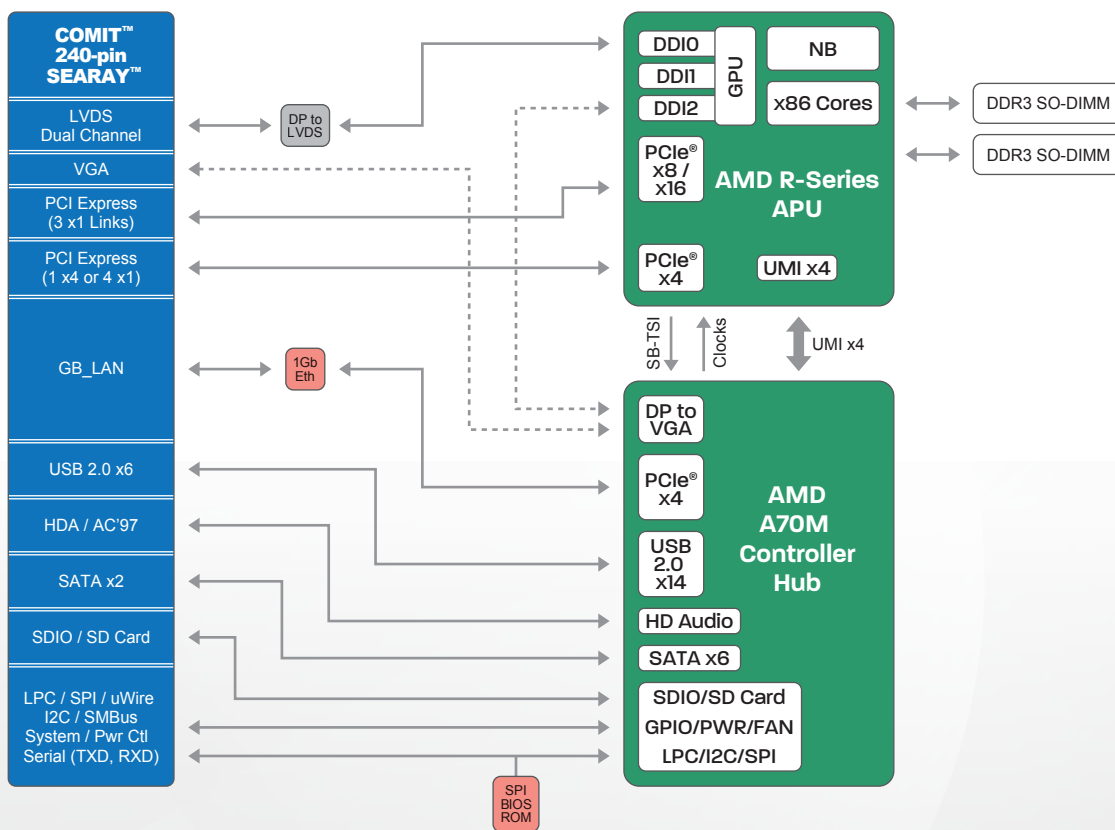 COMIT™
240-pin
SEARAY™
LVDS
Dual Channel
VGA
PCI Express
(3 x1 Links)
PCI Express
(1 x4 or 4 x1)
GB_LAN
USB 2.0 x6
HDA / AC'97
SATA x2
SDIO / SD Card
LPC / SPI / uWire
I2C / SMBus
System / Pwr Ctl
Serial (TXD, RXD)
DP to
LVDS
1Gb
Eth
SPI
BIOS
ROM
DDI0
DDI1
DDI2
GPU
NB
x86 Cores
PCIe®
x8 /
x16
AMD R-Series
APU
PCIe®
x4
UMI x4
DDR3 SO-DIMM
DDR3 SO-DIMM
SB-TSI
Clocks
UMI x4
DP to
VGA
PCIe®
x4
USB
2.0
x14
AMD
A70M
Controller
Hub
HD Audio
SATA x6
SDIO/SD Card
GPIO/PWR/FAN
LPC/I2C/SPI